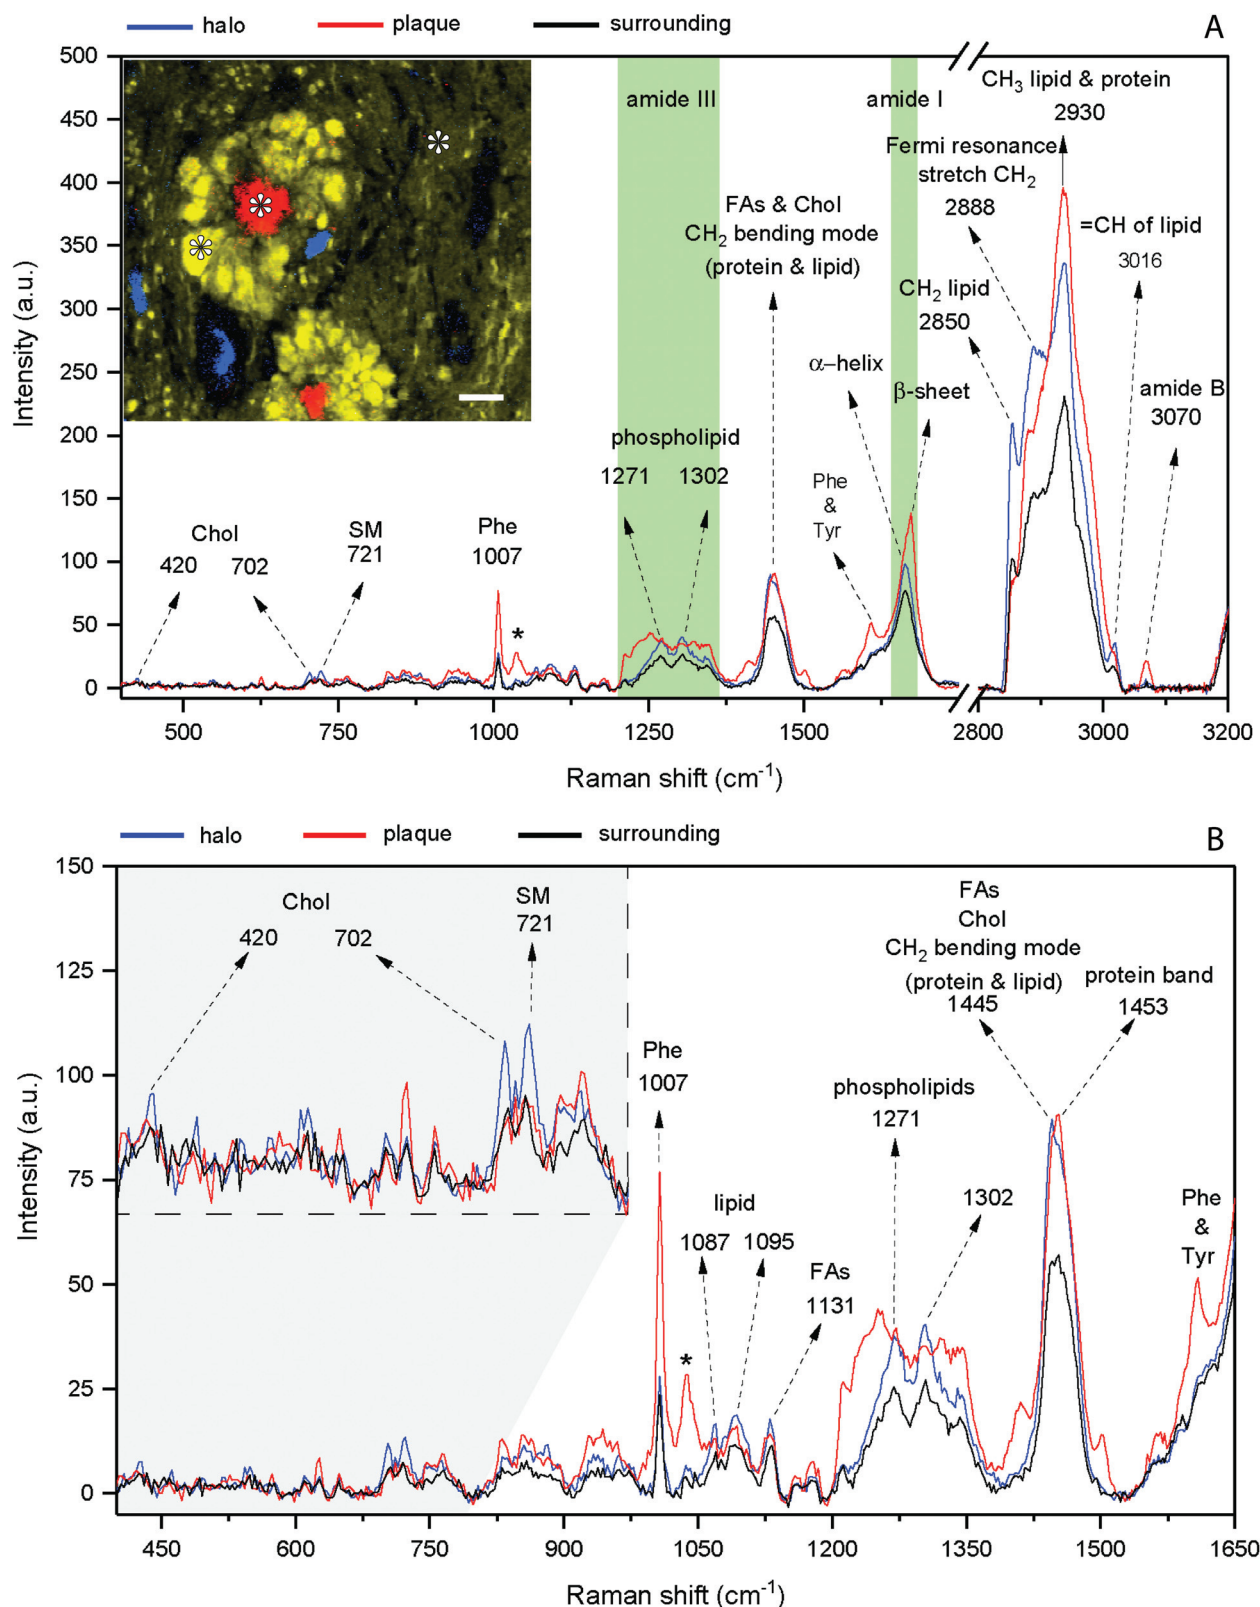 halo plaque surrounding A
500
450
400
350
300
250
200
150
100
50
0
Intensity (a.u.)
amide III
amide I
CH3 lipid & protein
2930
Fermi resonance
stretch CH2
2888
=CH of lipid
3016
CH2 lipid
2850
FAs & Chol
CH2 bending mode
(protein & lipid)
α-helix
β-sheet
amide B
3070
phospholipid
1271 1302
Phe
&
Tyr
Chol
420 702
SM
721
Phe
1007
*
500 750 1000 1250 1500 2800 3000 3200
Raman shift (cm-1)
halo plaque surrounding B
150
125
100
75
50
25
0
Intensity (a.u.)
Chol
420 702
SM
721
FAs
Chol
CH2 bending mode
(protein & lipid)
1445
protein band
1453
Phe
1007
phospholipids
1271
1302
lipid
1087 1095
FAs
1131
Phe
&
Tyr
*
450 600 750 900 1050 1200 1350 1500 1650
Raman shift (cm-1)